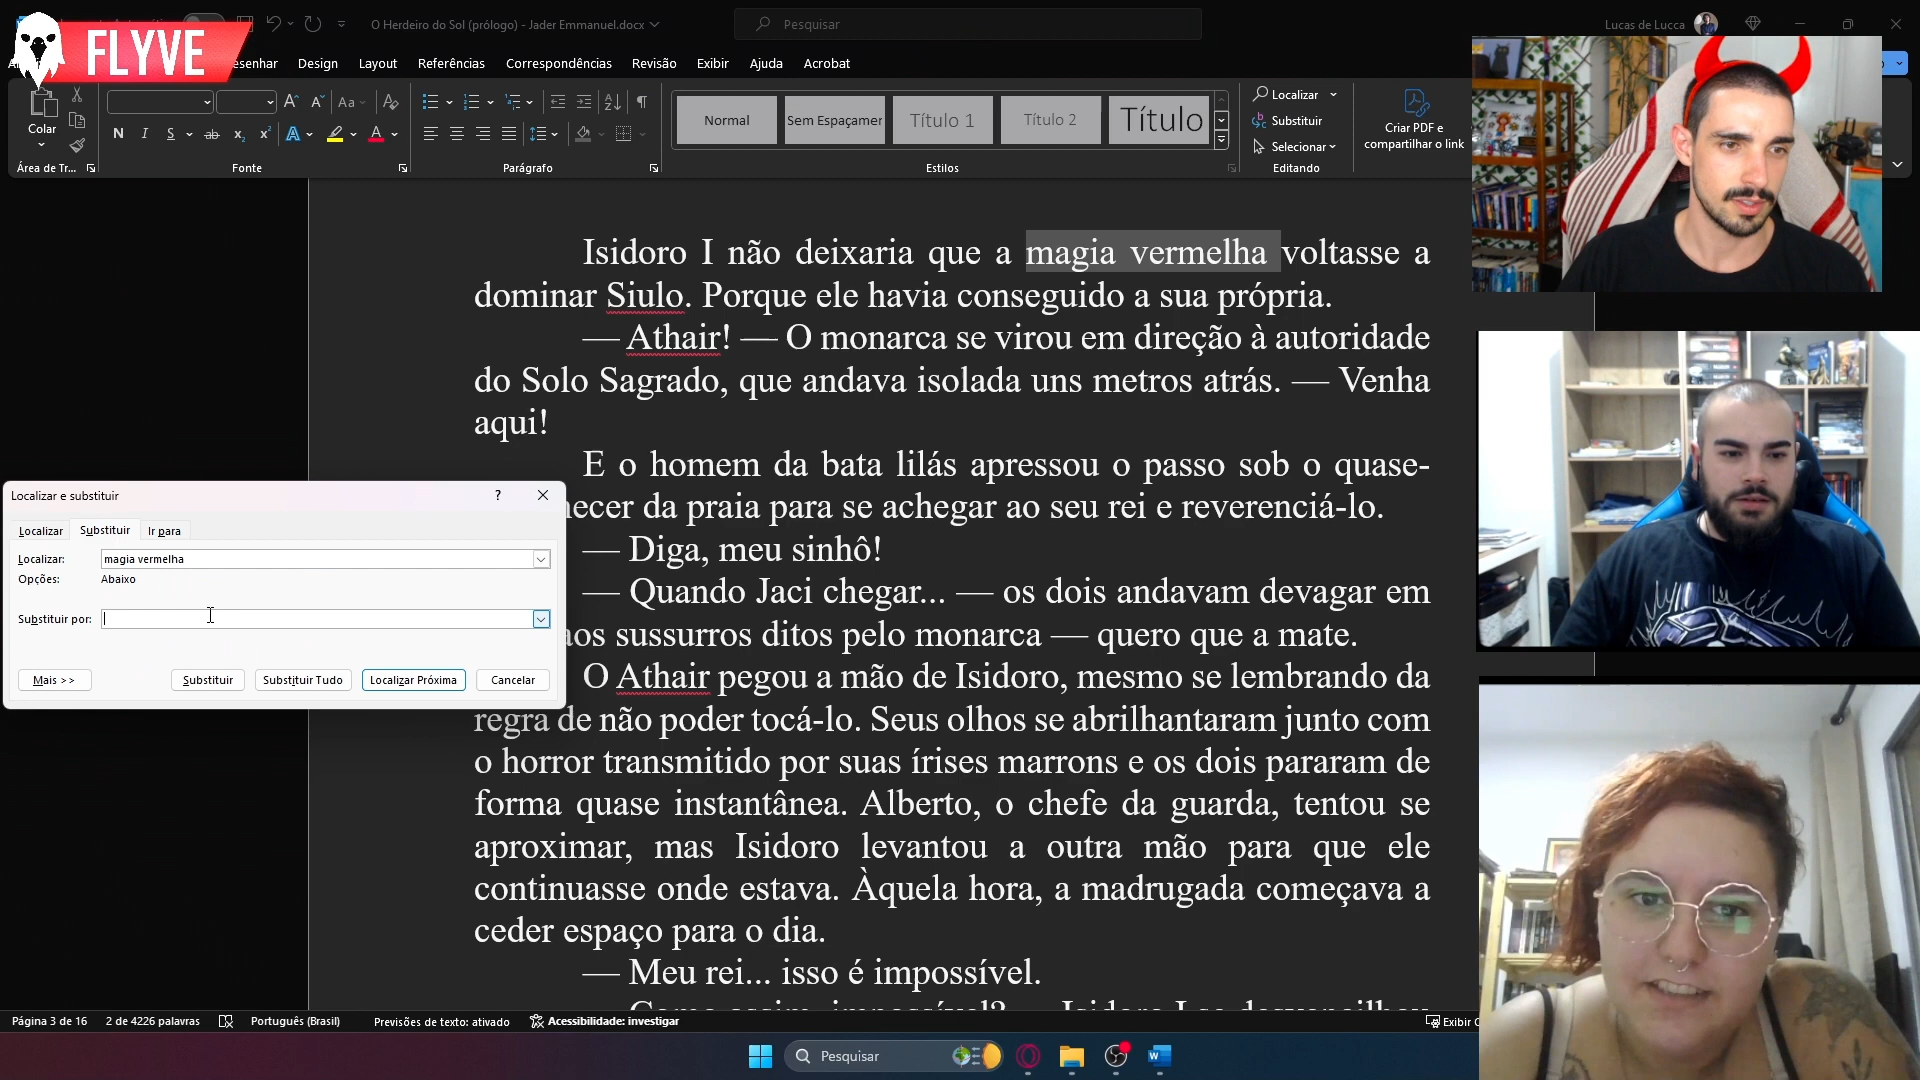 O Herdeiro do Sol (prólogo) - Jader Emmanuel.docx
Pesquisar
Lucas de Lucca
FLYVE
Design Layout Referências Correspondências Revisão Exibir Ajuda Acrobat
Colar
Área de Tr...
Aa
N I S ab x₂ x² A A
Fonte
Parágrafo
Normal
Sem Espaçamen
Título 1
Título 2
Título
Estilos
Localizar
Substituir
Selecionar
Editando
Criar PDF e
compartilhar o link
Isidoro I não deixaria que a magia vermelha voltasse a
dominar Siulo. Porque ele havia conseguido a sua própria.
— Athair! — O monarca se virou em direção à autoridade
do Solo Sagrado, que andava isolada uns metros atrás. — Venha
aqui!
E o homem da bata lilás apressou o passo sob o quase-
necer da praia para se achegar ao seu rei e reverenciá-lo.
— Diga, meu sinhô!
— Quando Jaci chegar... — os dois andavam devagar em
aos sussurros ditos pelo monarca — quero que a mate.
O Athair pegou a mão de Isidoro, mesmo se lembrando da
regra de não poder tocá-lo. Seus olhos se abrilhantaram junto com
o horror transmitido por suas írises marrons e os dois pararam de
forma quase instantânea. Alberto, o chefe da guarda, tentou se
aproximar, mas Isidoro levantou a outra mão para que ele
continuasse onde estava. Àquela hora, a madrugada começava a
ceder espaço para o dia.
— Meu rei... isso é impossível.
Localizar e substituir
?
Localizar Substituir Ir para
Localizar: magia vermelha
Opções: Abaixo
Substituir por:
Mais >> Substituir Substituir Tudo Localizar Próxima Cancelar
Página 3 de 16 2 de 4226 palavras Português (Brasil) Previsões de texto: ativado Acessibilidade: investigar
Exibir
Pesquisar